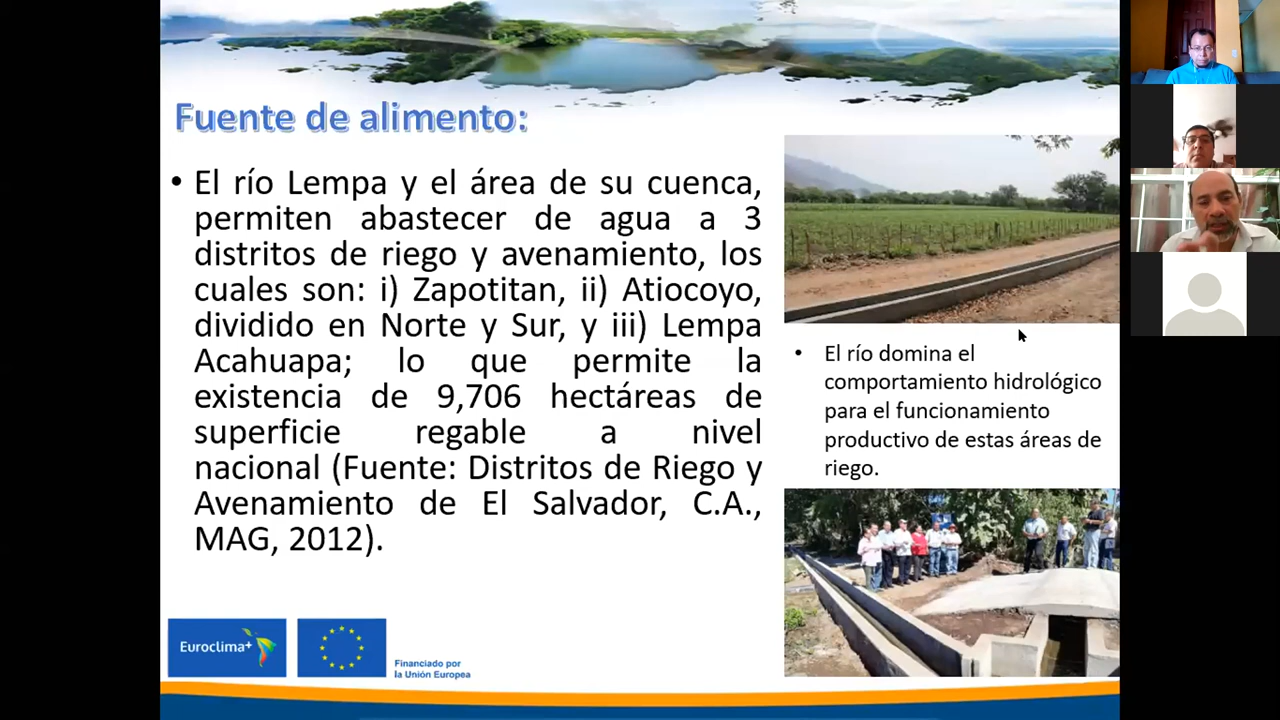 Fuente de alimento:
• El río Lempa y el área de su cuenca,
permiten abastecer de agua a 3
distritos de riego y avenamiento, los
cuales son: i) Zapotitan, ii) Atiocoyo,
dividido en Norte y Sur, y iii) Lempa
Acahuapa; lo que permite la
existencia de 9,706 hectáreas de
superficie regable a nivel
nacional (Fuente: Distritos de Riego y
Avenamiento de El Salvador, C.A.,
MAG, 2012).
• El río domina el
comportamiento hidrológico
para el funcionamiento
productivo de estas áreas de
riego.
Euroclima+
Financiado por
la Unión Europea